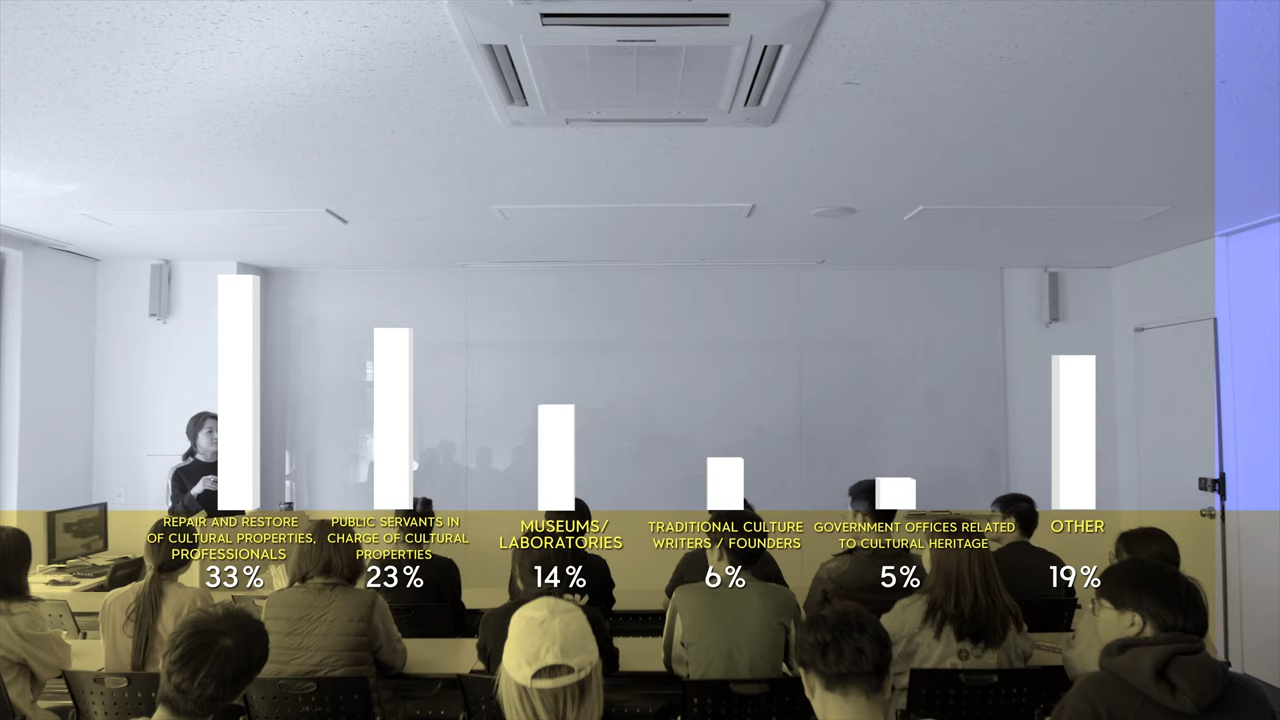 REPAIR AND RESTORE
OF CULTURAL PROPERTIES,
PROFESSIONALS
33%
PUBLIC SERVANTS IN
CHARGE OF CULTURAL
PROPERTIES
23%
MUSEUMS/
LABORATORIES
14%
TRADITIONAL CULTURE
WRITERS / FOUNDERS
6%
GOVERNMENT OFFICES RELATED
TO CULTURAL HERITAGE
5%
OTHER
19%